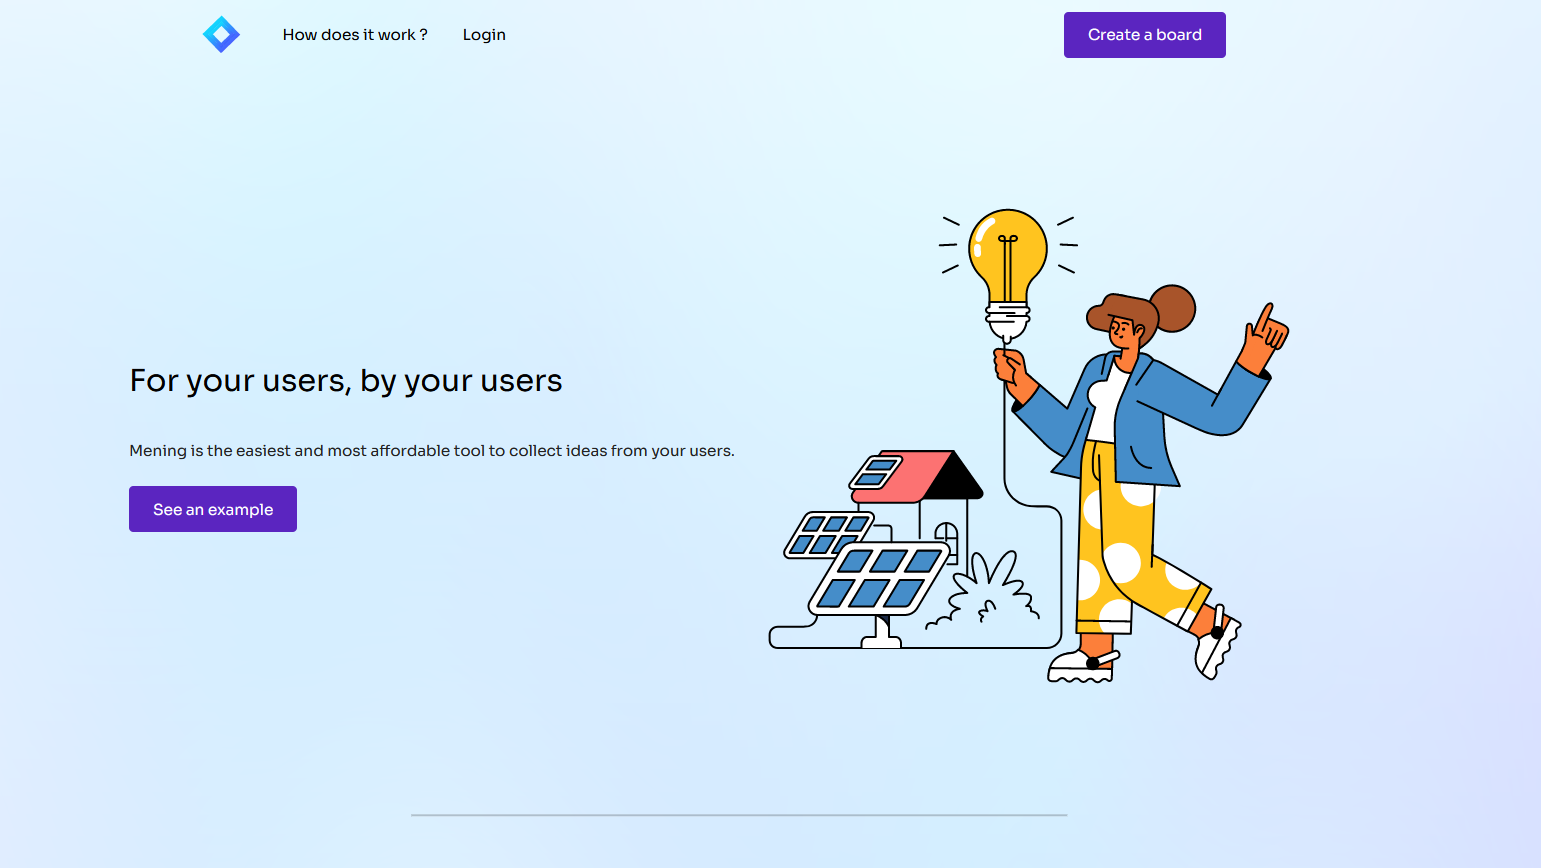 How does it work ?
Login
Create a board
For your users, by your users
Mening is the easiest and most affordable tool to collect ideas from your users.
See an example